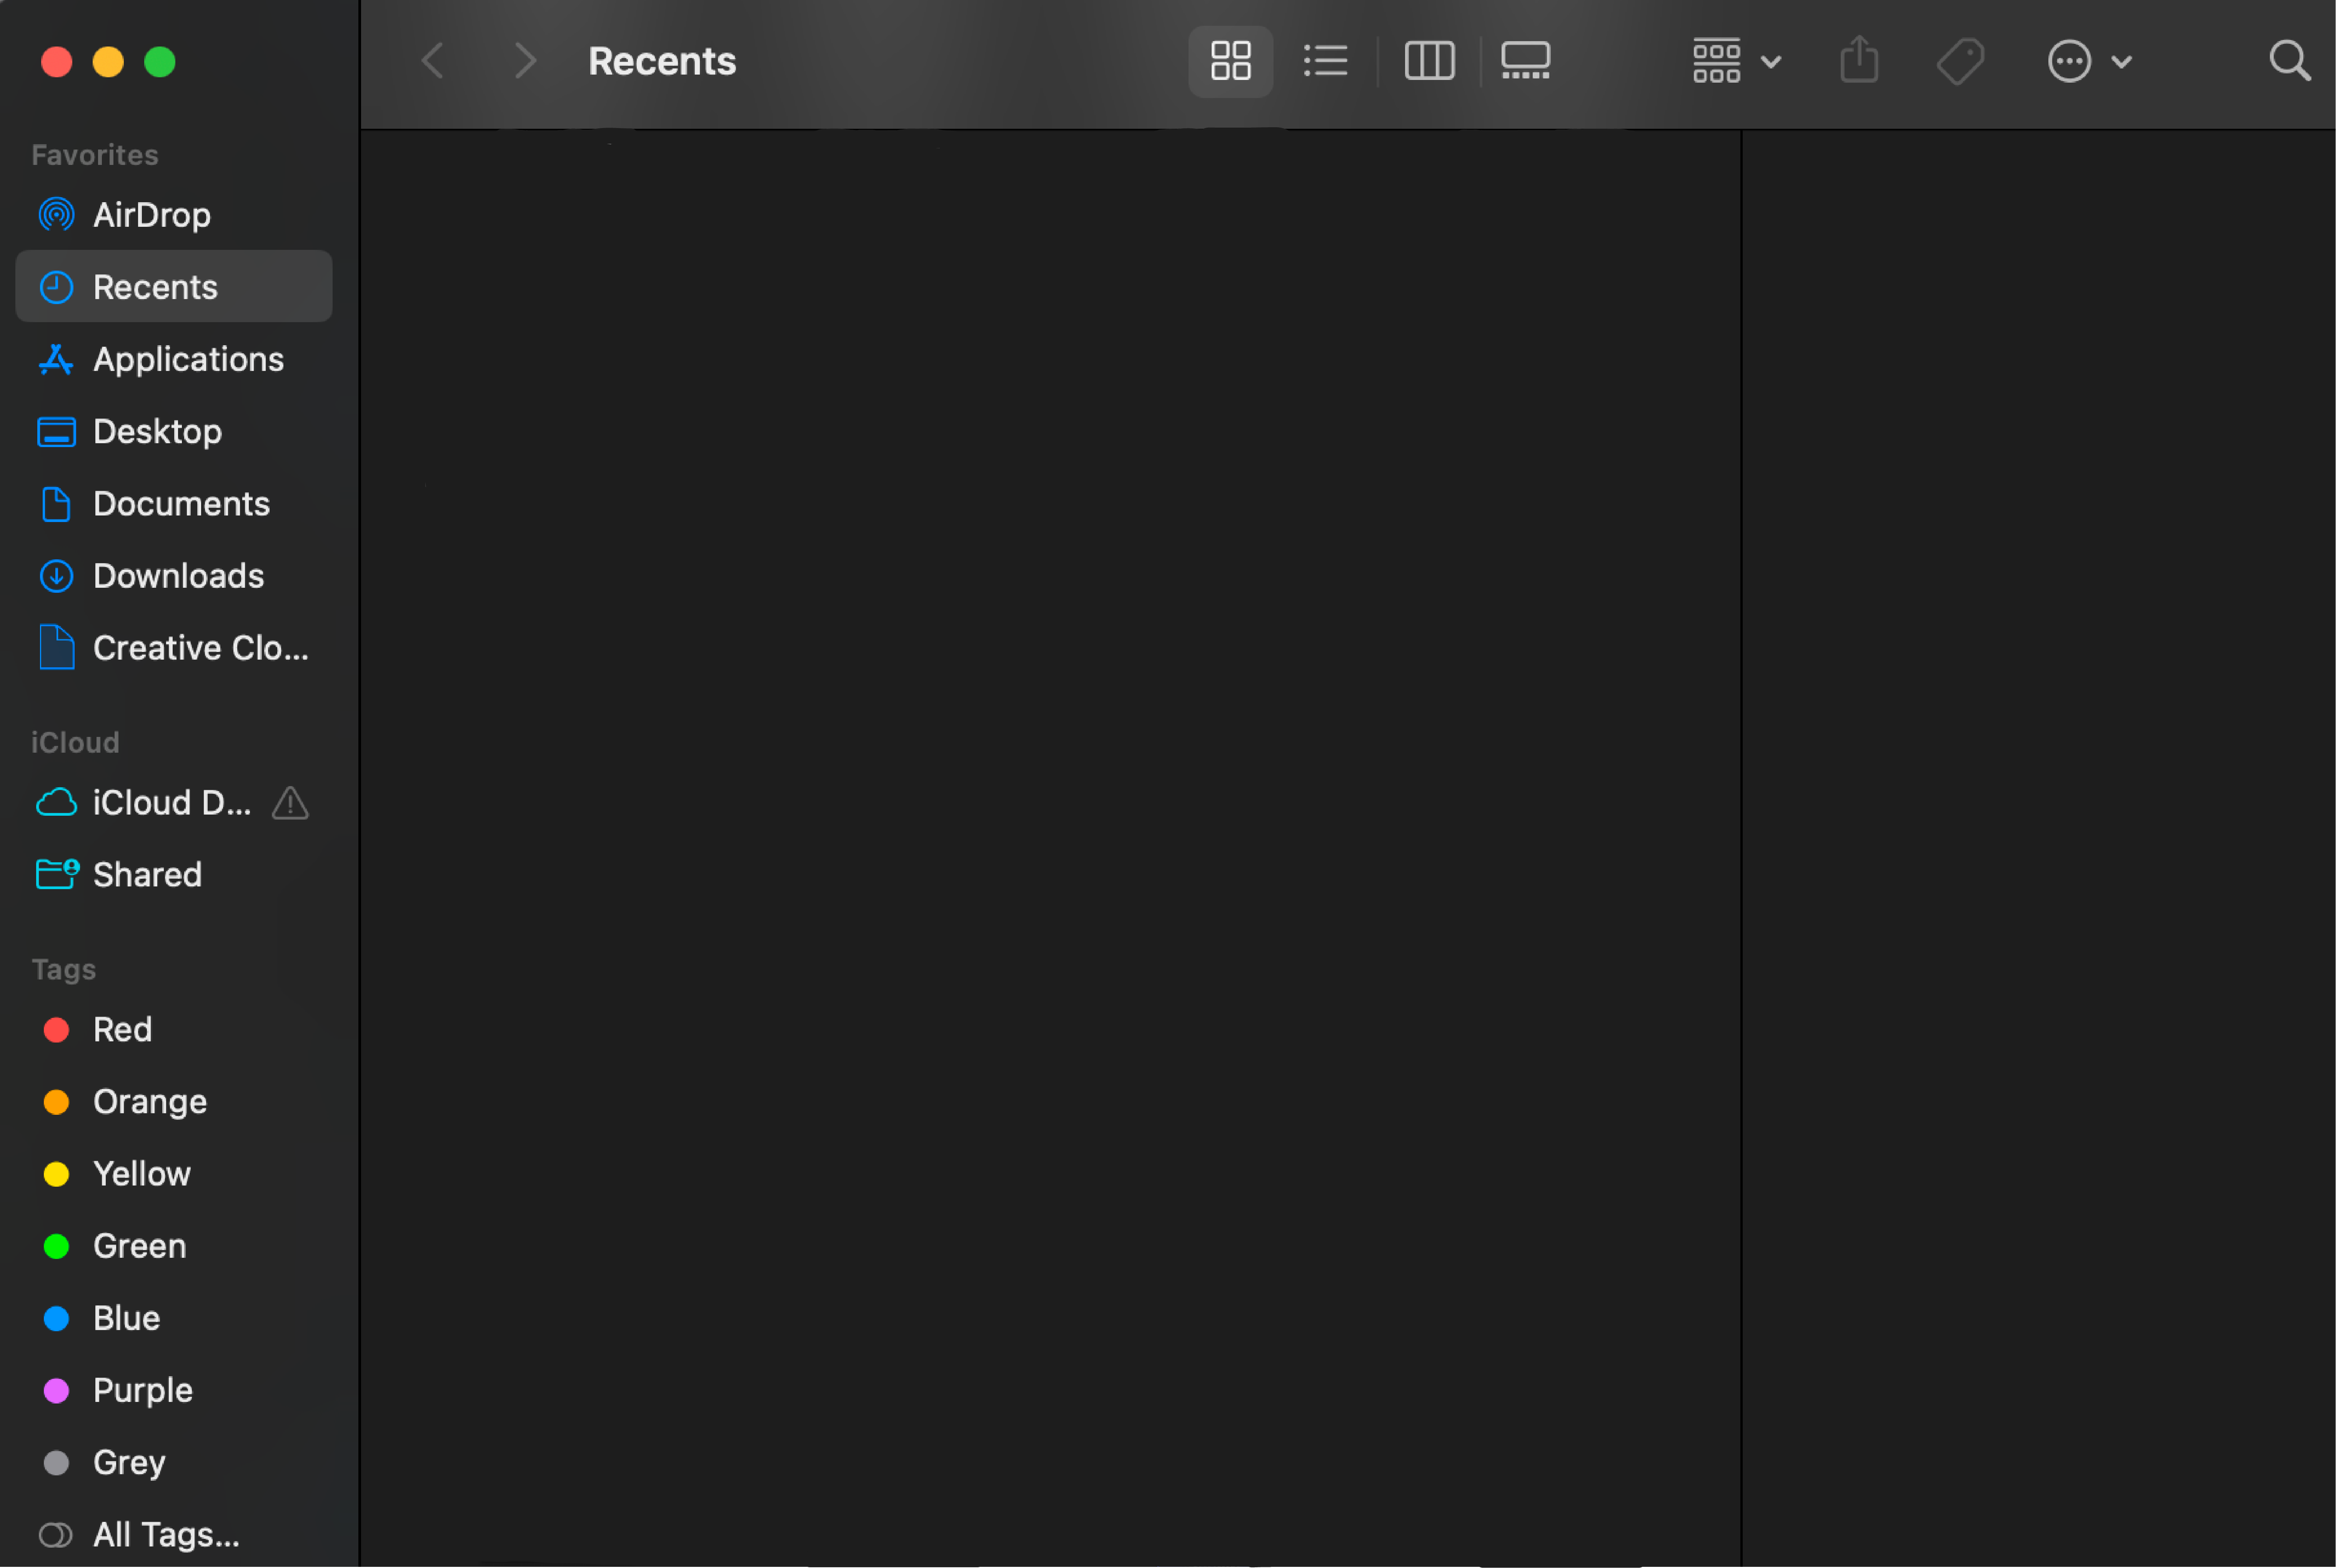 Recents
Favorites
AirDrop
Recents
Applications
Desktop
Documents
Downloads
Creative Clo...
iCloud
iCloud D...
Shared
Tags
Red
Orange
Yellow
Green
Blue
Purple
Grey
All Tags...